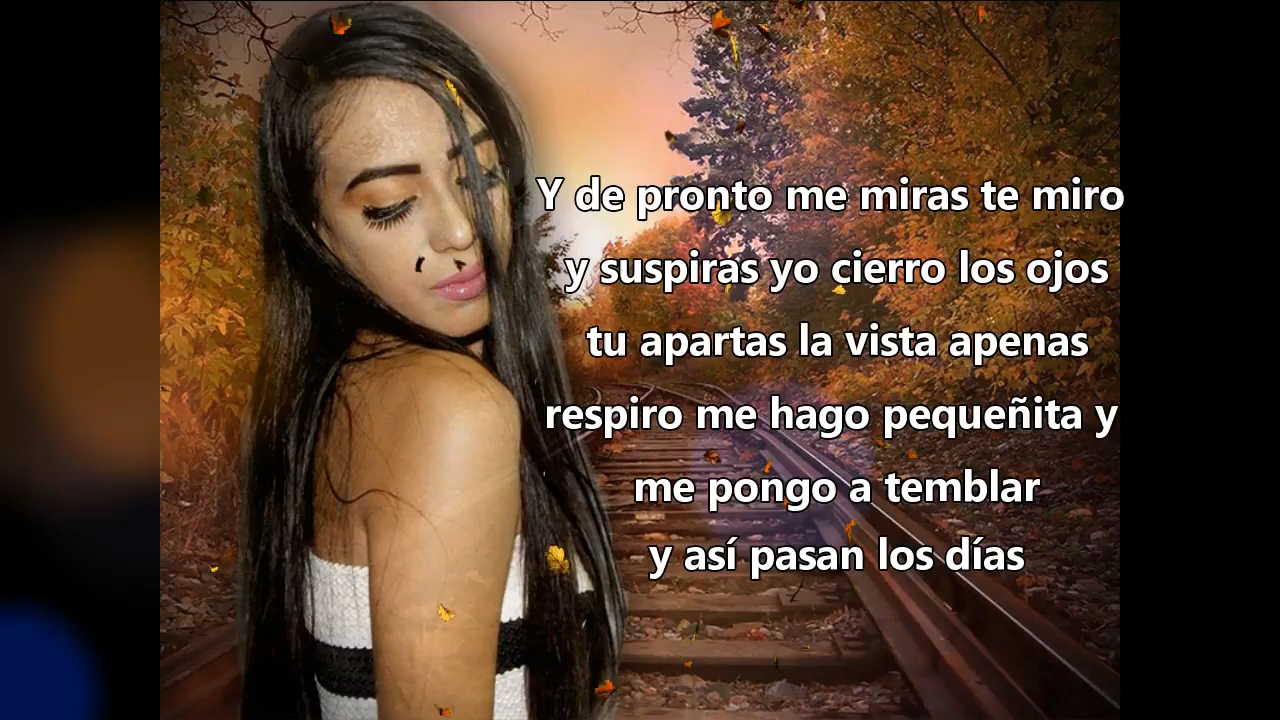 Y de pronto me miras te miro
y suspiras yo cierro los ojos
tu apartas la vista apenas
respiro me hago pequeñita y
me pongo a temblar
y así pasan los días